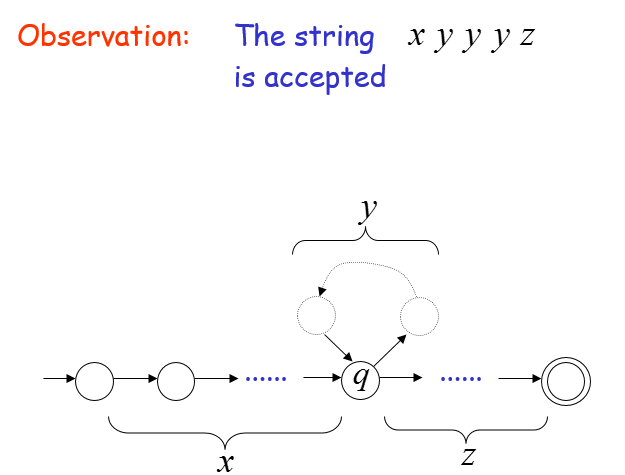 Observation: The string x y y y z
is accepted
y
...... q ......
x z